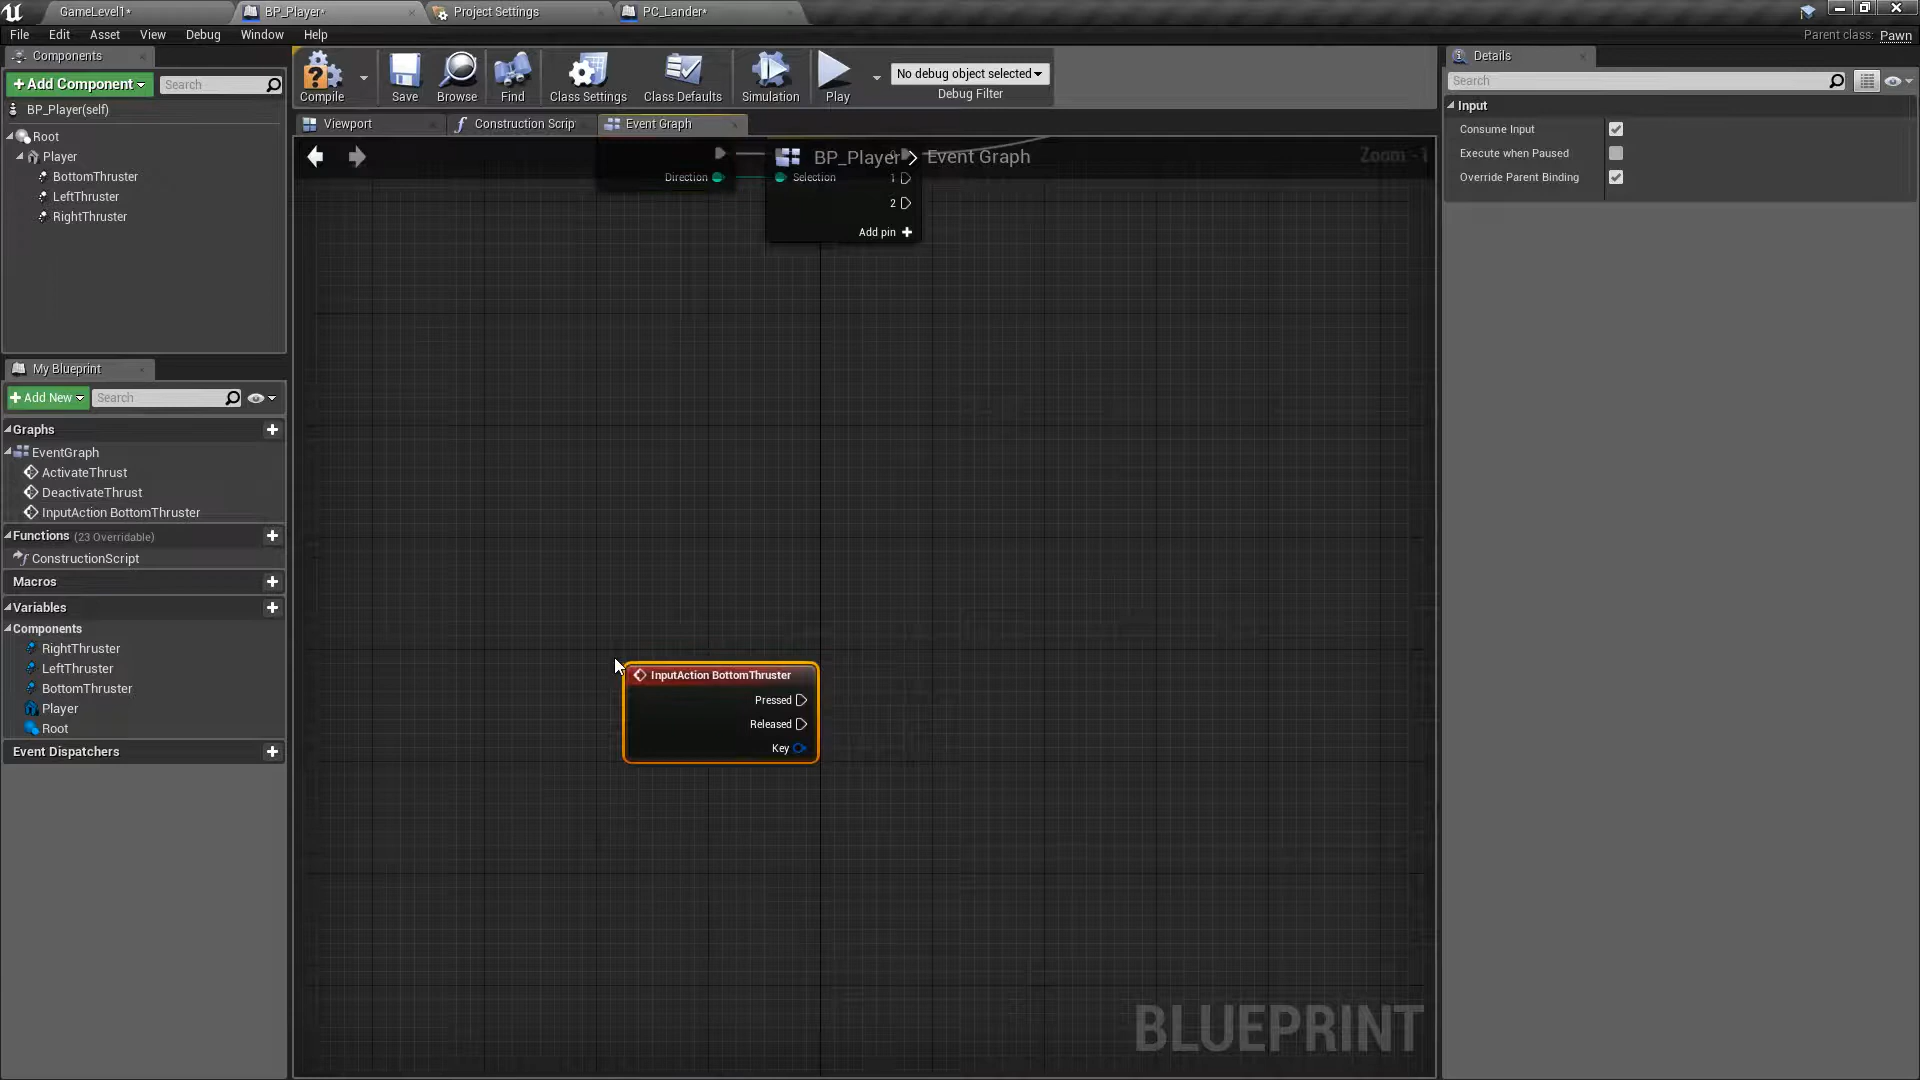 GameLevel1*
BP_Player*
Project Settings
PC_Lander*
File Edit Asset View Debug Window Help
Parent class: Pawn
Components
+ Add Component
Search
BP_Player(self)
Root
Player
BottomThruster
LeftThruster
RightThruster
Compile
Save
Browse
Find
Class Settings
Class Defaults
Simulation
Play
No debug object selected
Debug Filter
Viewport
Construction Scrip
Event Graph
BP_Player > Event Graph
Zoom -1
Direction
Selection
0
1
2
Add pin +
InputAction BottomThruster
Pressed
Released
Key
BLUEPRINT
My Blueprint
+ Add New
Search
Graphs
EventGraph
ActivateThrust
DeactivateThrust
InputAction BottomThruster
Functions (23 Overridable)
ConstructionScript
Macros
Variables
Components
RightThruster
LeftThruster
BottomThruster
Player
Root
Event Dispatchers
Details
Search
Input
Consume Input
Execute when Paused
Override Parent Binding